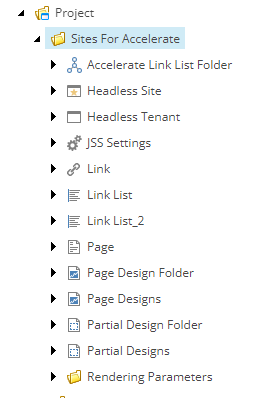 Project
Sites For Accelerate
Accelerate Link List Folder
Headless Site
Headless Tenant
JSS Settings
Link
Link List
Link List_2
Page
Page Design Folder
Page Designs
Partial Design Folder
Partial Designs
Rendering Parameters